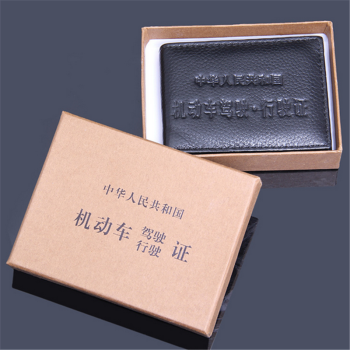 中华人民共和国
机动车驾驶·行驶证
中华人民共和国
机动车 驾驶 证
行驶